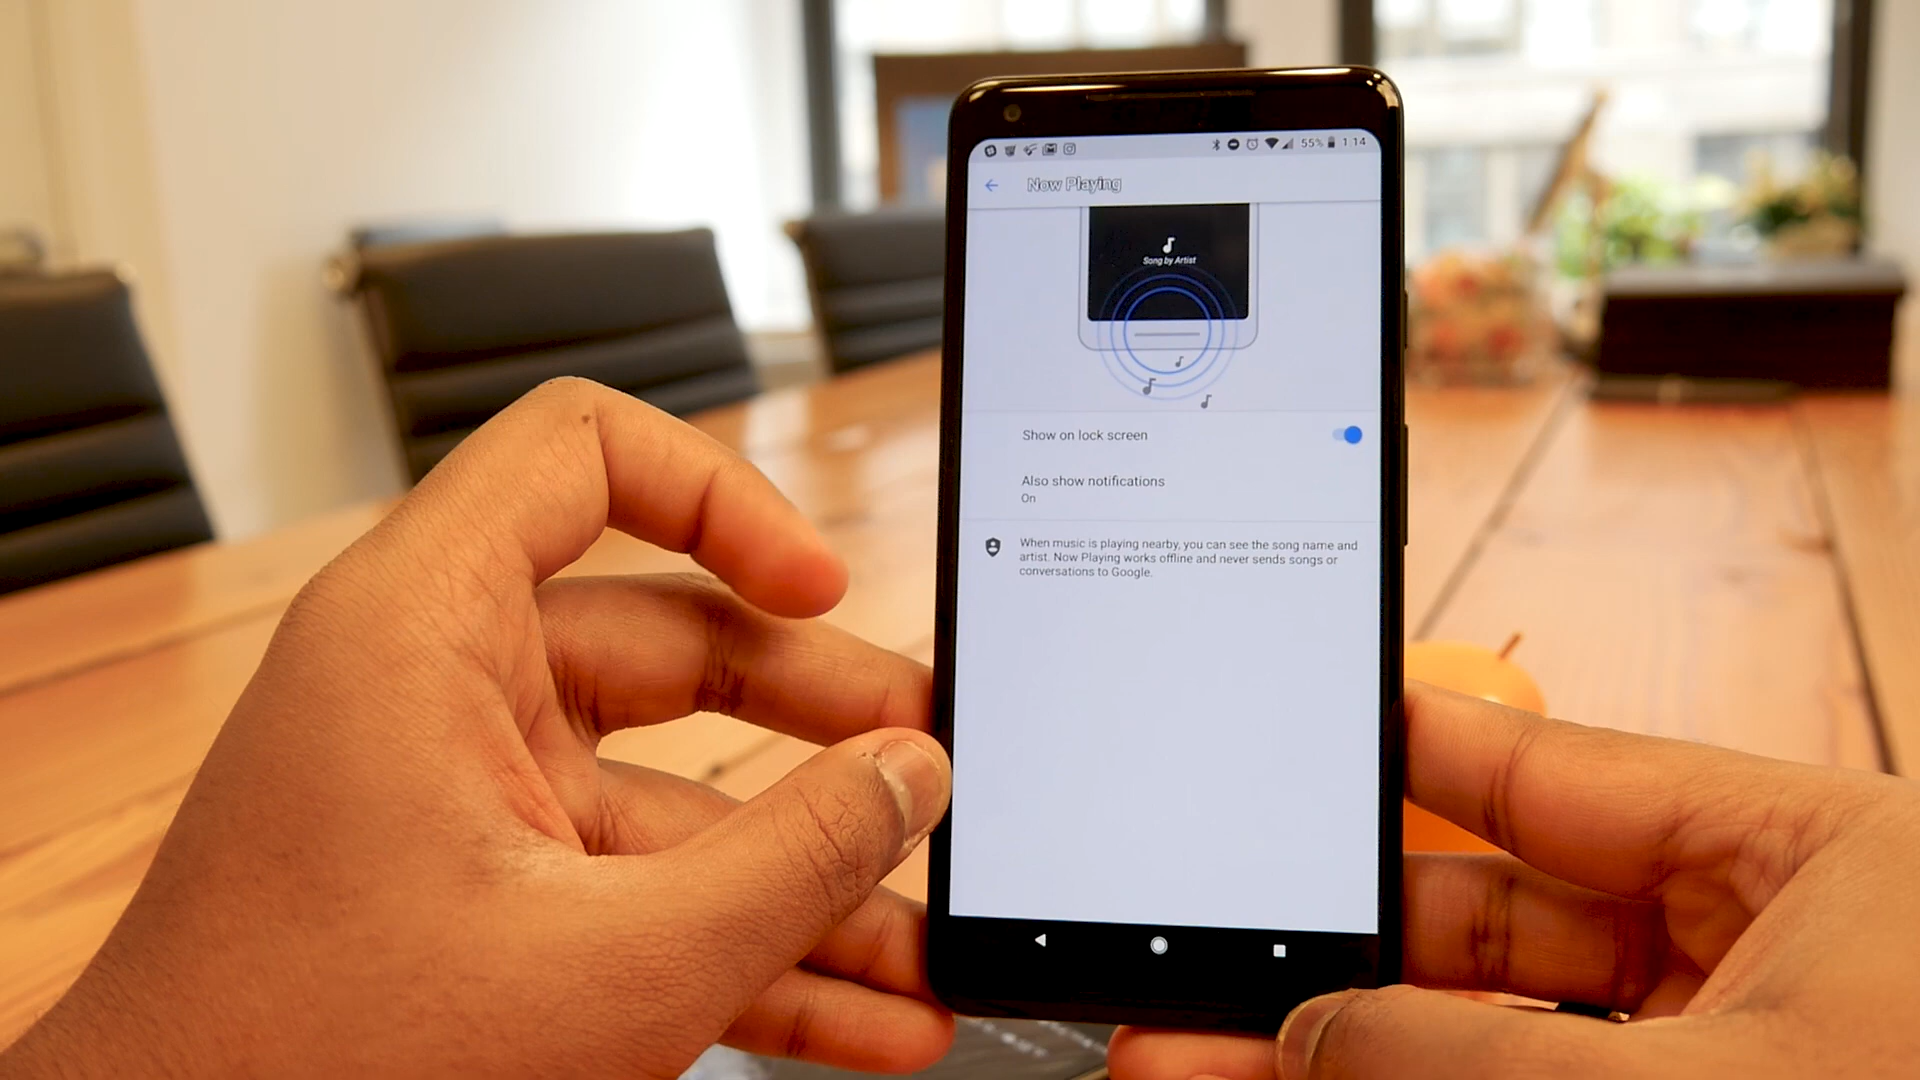 55% 1:14
Now Playing
Song by Artist
Show on lock screen
Also show notifications
On
When music is playing nearby, you can see the song name and
artist. Now Playing works offline and never sends songs or
conversations to Google.